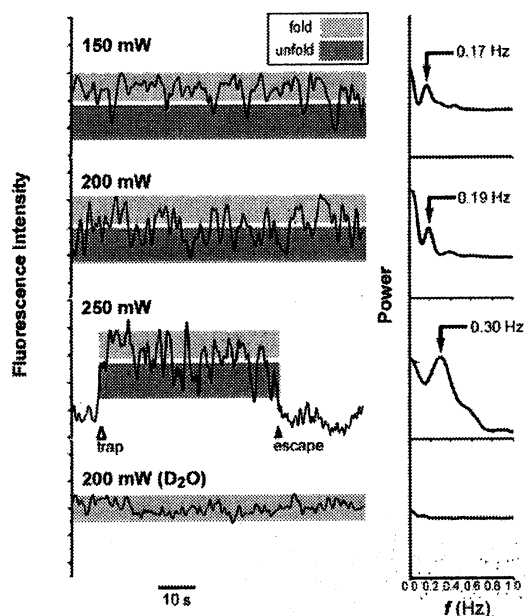 fold
unfold
150 mW
0.17 Hz
200 mW
0.19 Hz
250 mW
0.30 Hz
trap
escape
200 mW (D₂O)
10 s
Fluorescence Intensity
Power
0.0 0.2 0.4 0.6 0.8 1.0
f (Hz)